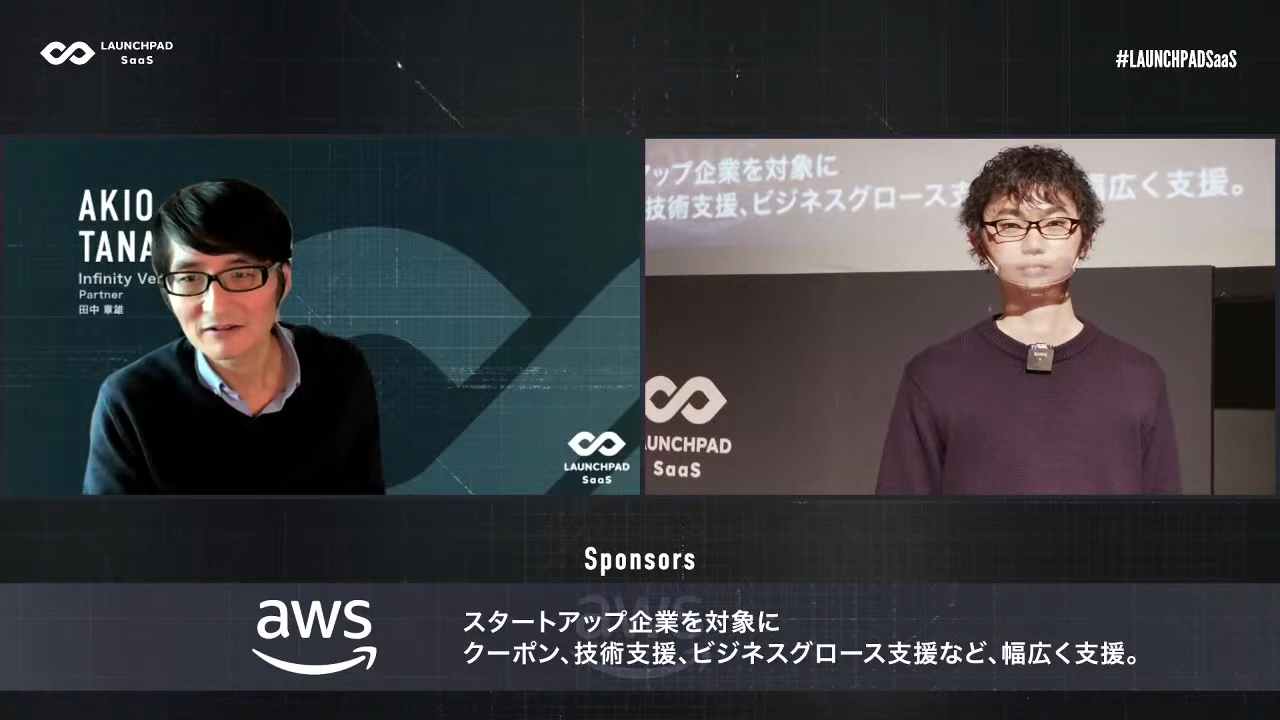 LAUNCHPAD
SaaS
#LAUNCHPADSaaS
AKIO
TANA
Infinity Ve
Partner
田中 章雄
アップ企業を対象に
技術支援、ビジネスグロース支
幅広く支援。
LAUNCHPAD
SaaS
UNCHPAD
SaaS
Sponsors
aws
スタートアップ企業を対象に
クーポン、技術支援、ビジネスグロース支援など、幅広く支援。